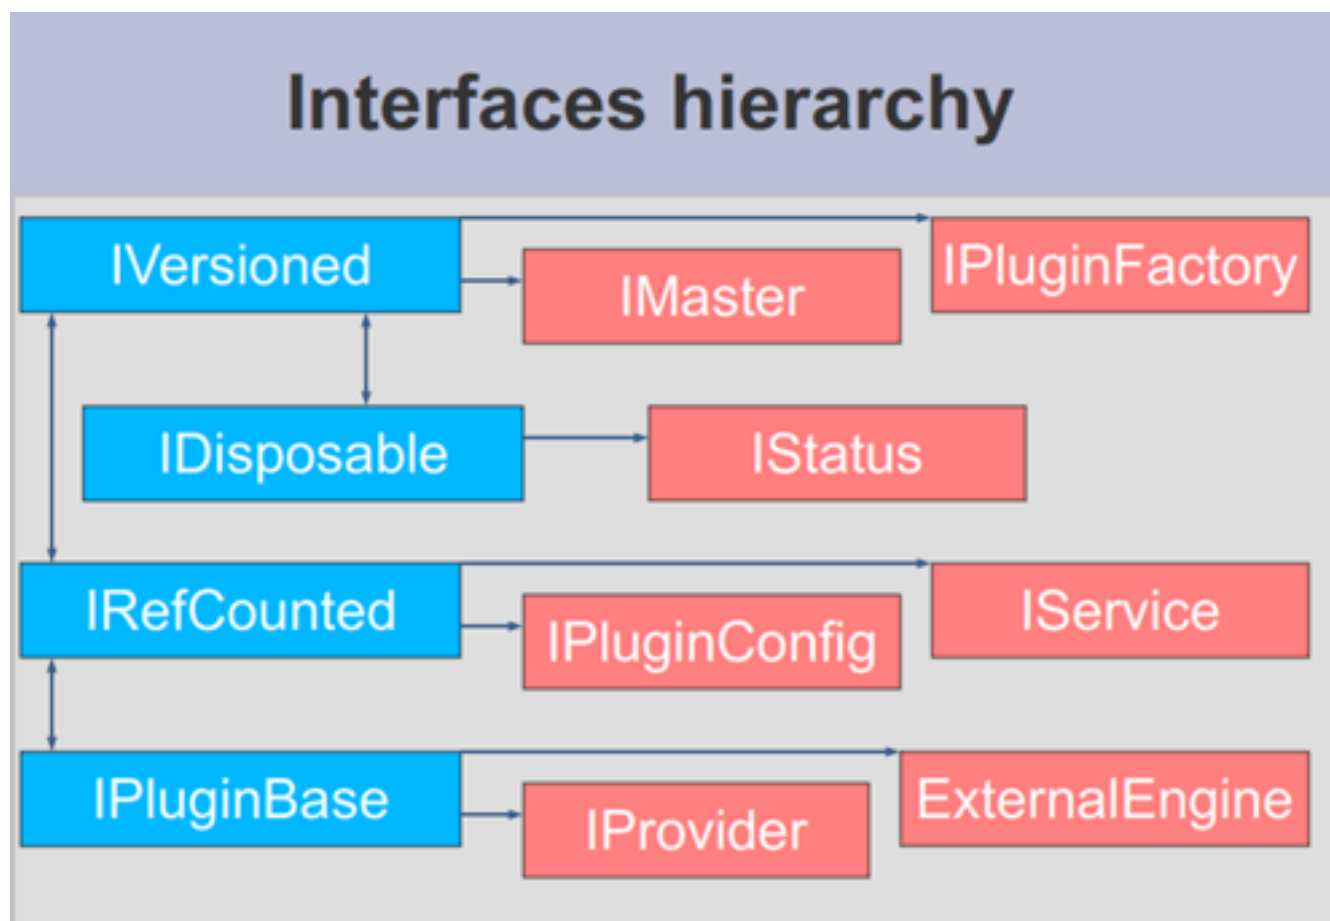 Interfaces hierarchy
IVersioned
IMaster
IPluginFactory
IDisposable
IStatus
IRefCounted
IPluginConfig
IService
IPluginBase
IProvider
ExternalEngine